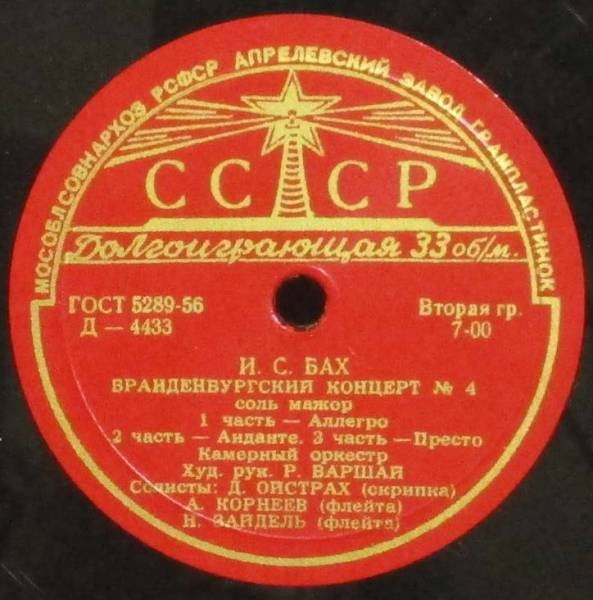 МОСОБЛСОВНАРХОЗ РСФСР АПРЕЛЕВСКИЙ ЗАВОД ГРАМПЛАСТИНОК
СССР
Долгоиграющая 33 об/м.
ГОСТ 5289-56
Д — 4433
Вторая гр.
7-00
И. С. БАХ
БРАНДЕНБУРГСКИЙ КОНЦЕРТ № 4
соль мажор
1 часть — Аллегро
2 часть — Анданте. 3 часть — Престо
Камерный оркестр
Худ. рук. Р. БАРШАЙ
Солисты: Д. ОЙСТРАХ (скрипка)
А. КОРНЕЕВ (флейта)
Н. ЗАЙДЕЛЬ (флейта)